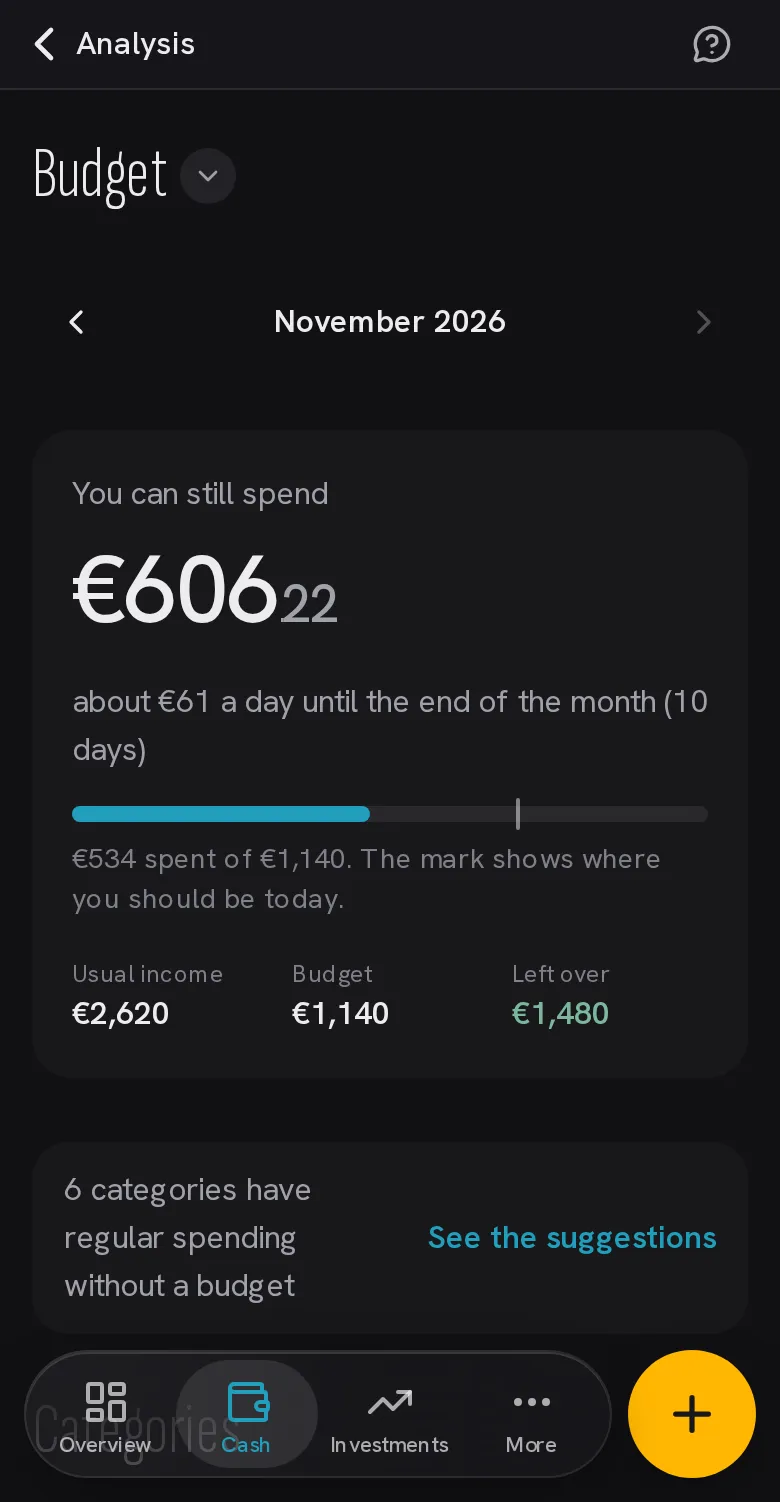 Analysis
Budget
November 2026
You can still spend
€606 22
about €61 a day until the end of the month (10
days)
€534 spent of €1,140. The mark shows where
you should be today.
Usual income Budget Left over
€2,620 €1,140 €1,480
6 categories have
regular spending
without a budget
See the suggestions
Categories
Overview Cash Investments More